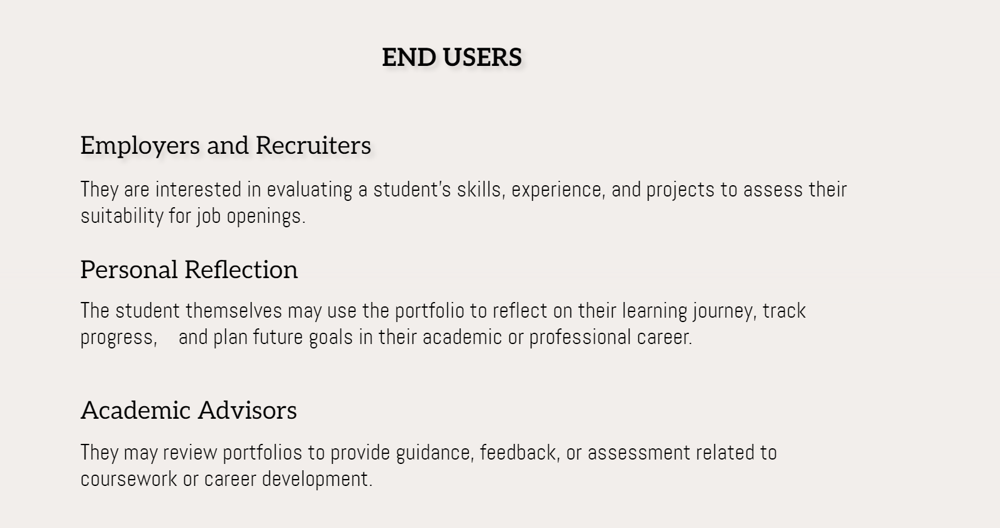 END USERS
Employers and Recruiters
They are interested in evaluating a student's skills, experience, and projects to assess their
suitability for job openings.
Personal Reflection
The student themselves may use the portfolio to reflect on their learning journey, track
progress,    and plan future goals in their academic or professional career.
Academic Advisors
They may review portfolios to provide guidance, feedback, or assessment related to
coursework or career development.